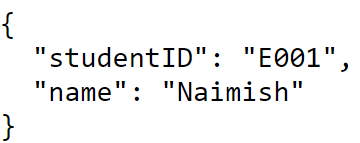 {
  "studentID": "E001",
  "name": "Naimish"
}